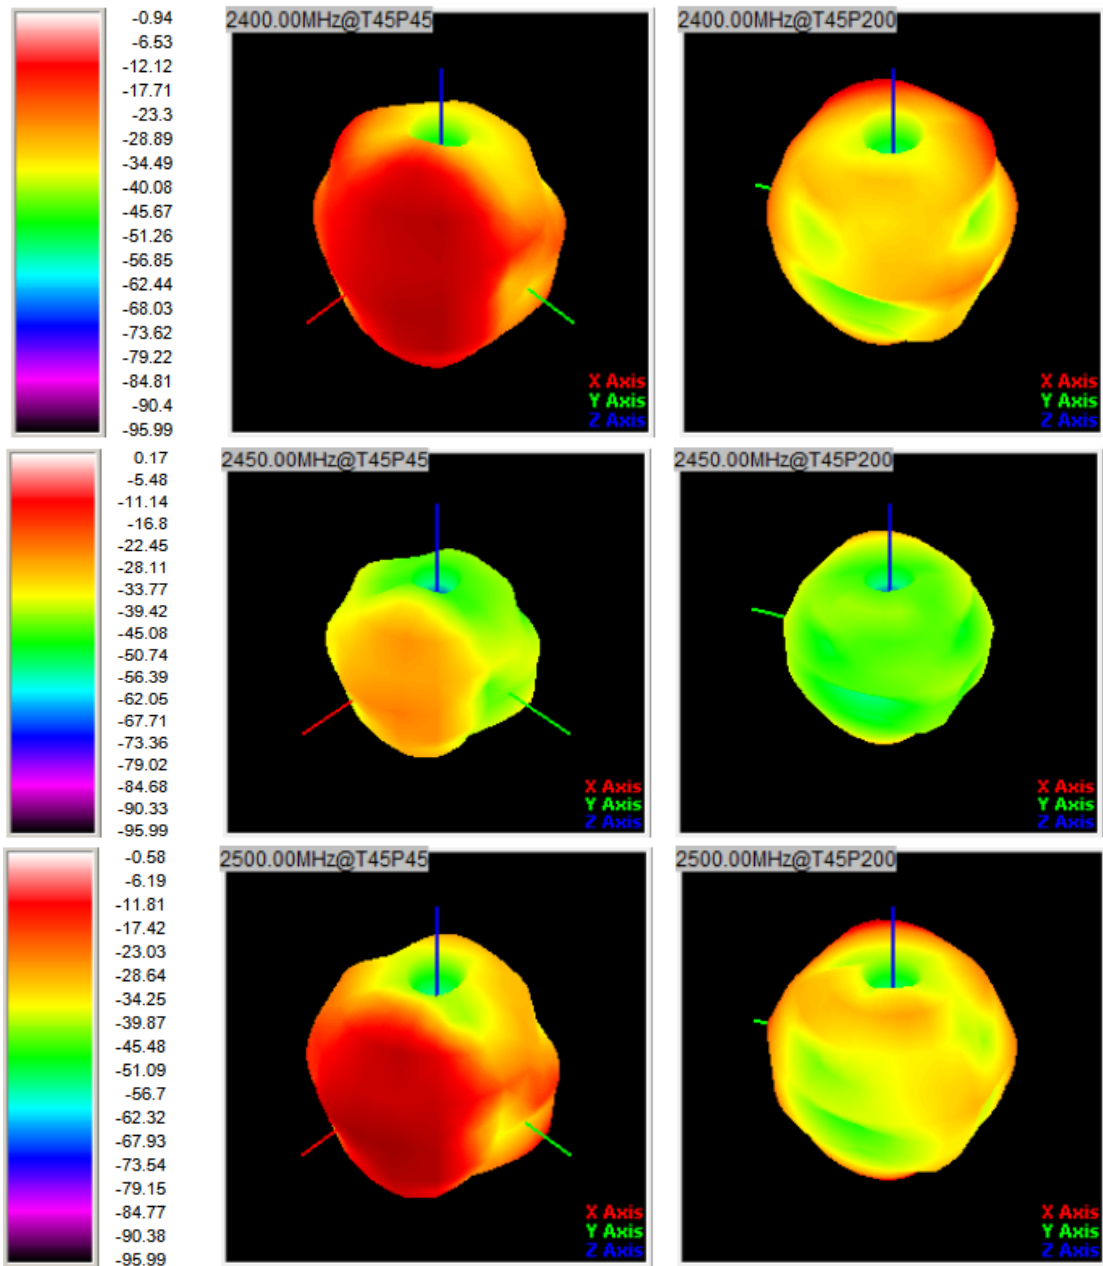 2400.00MHz@T45P45
2400.00MHz@T45P200
-0.94
-6.53
-12.12
-17.71
-23.3
-28.89
-34.49
-40.08
-45.67
-51.26
-56.85
-62.44
-68.03
-73.62
-79.22
-84.81
-90.4
-95.99
X Axis
Y Axis
Z Axis
X Axis
Y Axis
Z Axis
2450.00MHz@T45P45
2450.00MHz@T45P200
0.17
-5.48
-11.14
-16.8
-22.45
-28.11
-33.77
-39.42
-45.08
-50.74
-56.39
-62.05
-67.71
-73.36
-79.02
-84.68
-90.33
-95.99
X Axis
Y Axis
Z Axis
X Axis
Y Axis
Z Axis
2500.00MHz@T45P45
2500.00MHz@T45P200
-0.58
-6.19
-11.81
-17.42
-23.03
-28.64
-34.25
-39.87
-45.48
-51.09
-56.7
-62.32
-67.93
-73.54
-79.15
-84.77
-90.38
-95.99
X Axis
Y Axis
Z Axis
X Axis
Y Axis
Z Axis